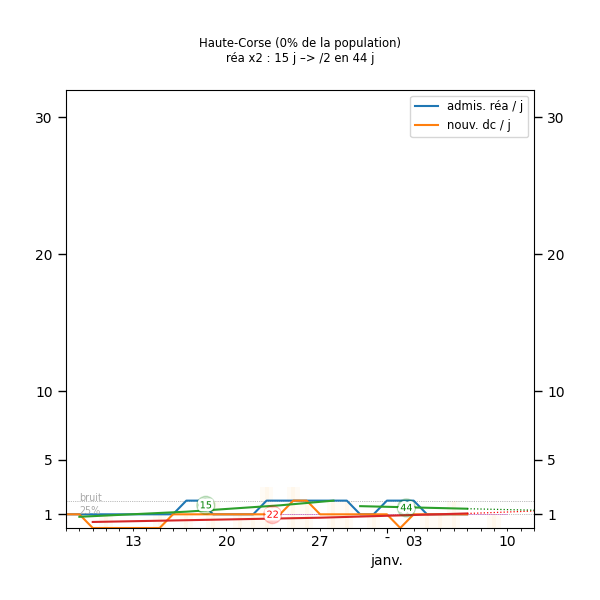 Haute-Corse (0% de la population)
réa x2 : 15 j –> /2 en 44 j
admis. réa / j
nouv. dc / j
30 30
20 20
10 10
5 5
bruit
25%
15
44
22
1 1
13 20 27 - 03 10
janv.